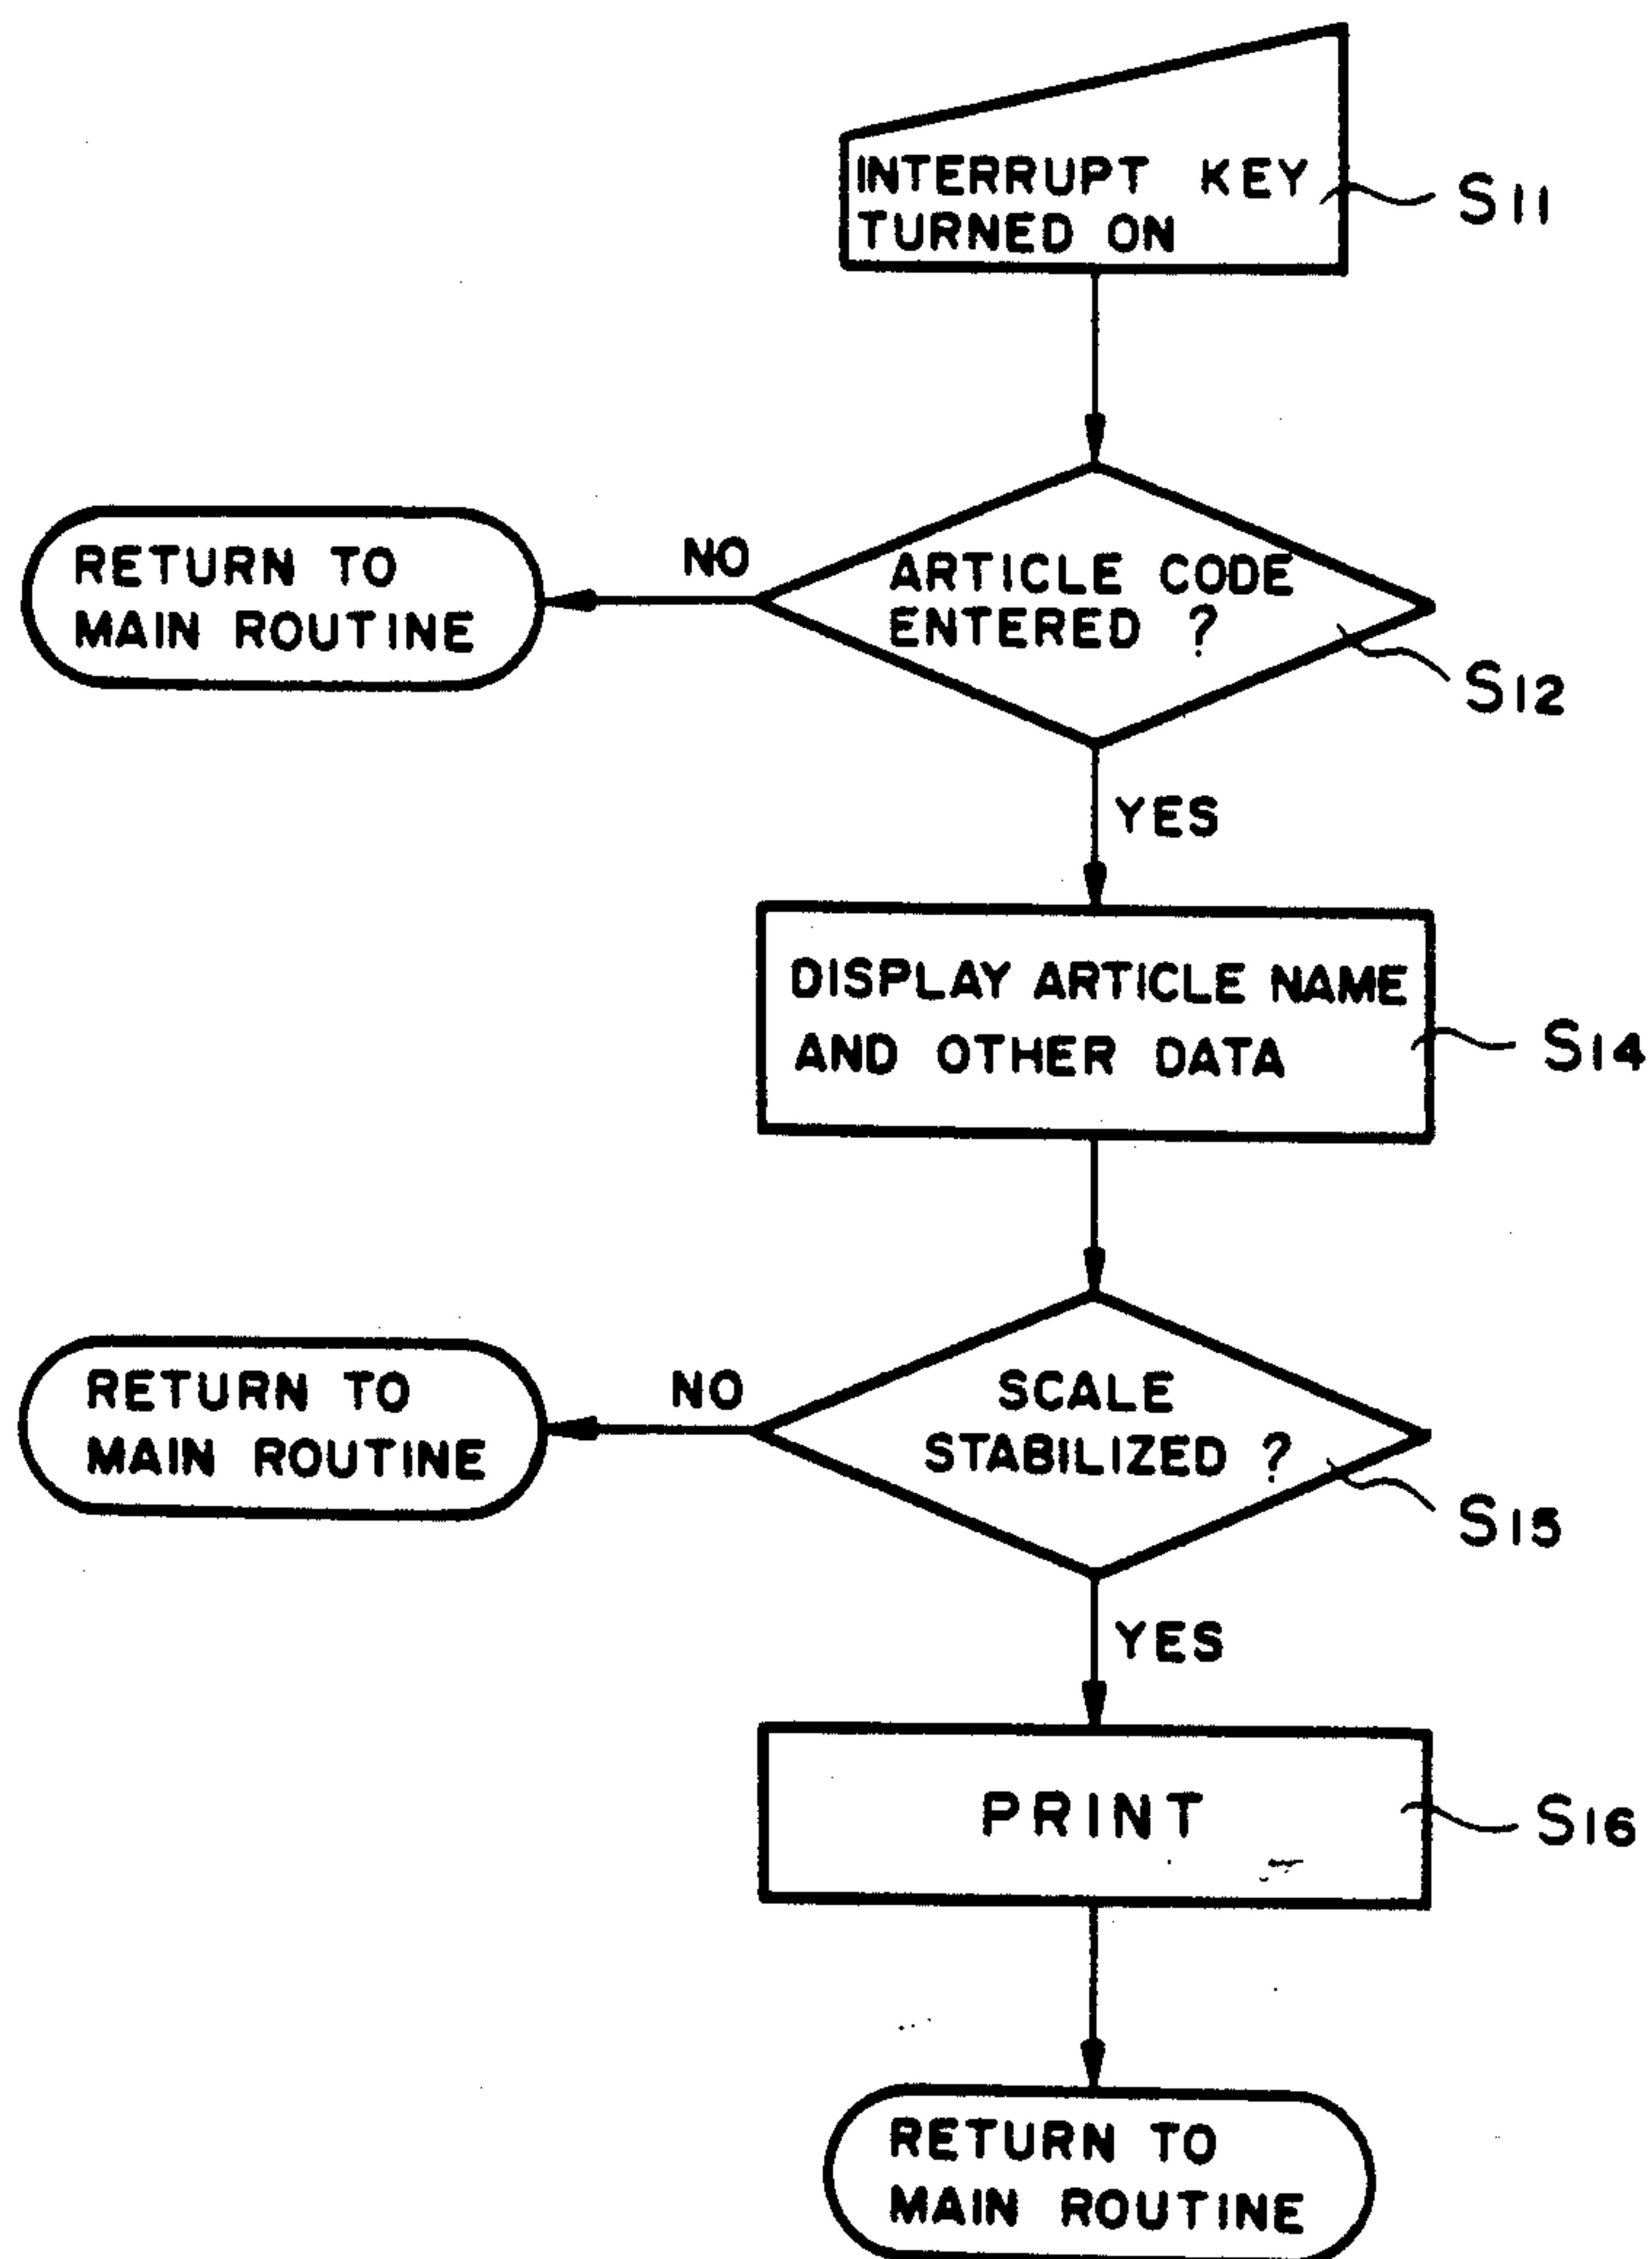 INTERRUPT KEY
TURNED ON
S11
RETURN TO
MAIN ROUTINE
NO
ARTICLE CODE
ENTERED ?
S12
YES
DISPLAY ARTICLE NAME
AND OTHER DATA
S14
RETURN TO
MAIN ROUTINE
NO
SCALE
STABILIZED ?
S15
YES
PRINT
S16
RETURN TO
MAIN ROUTINE